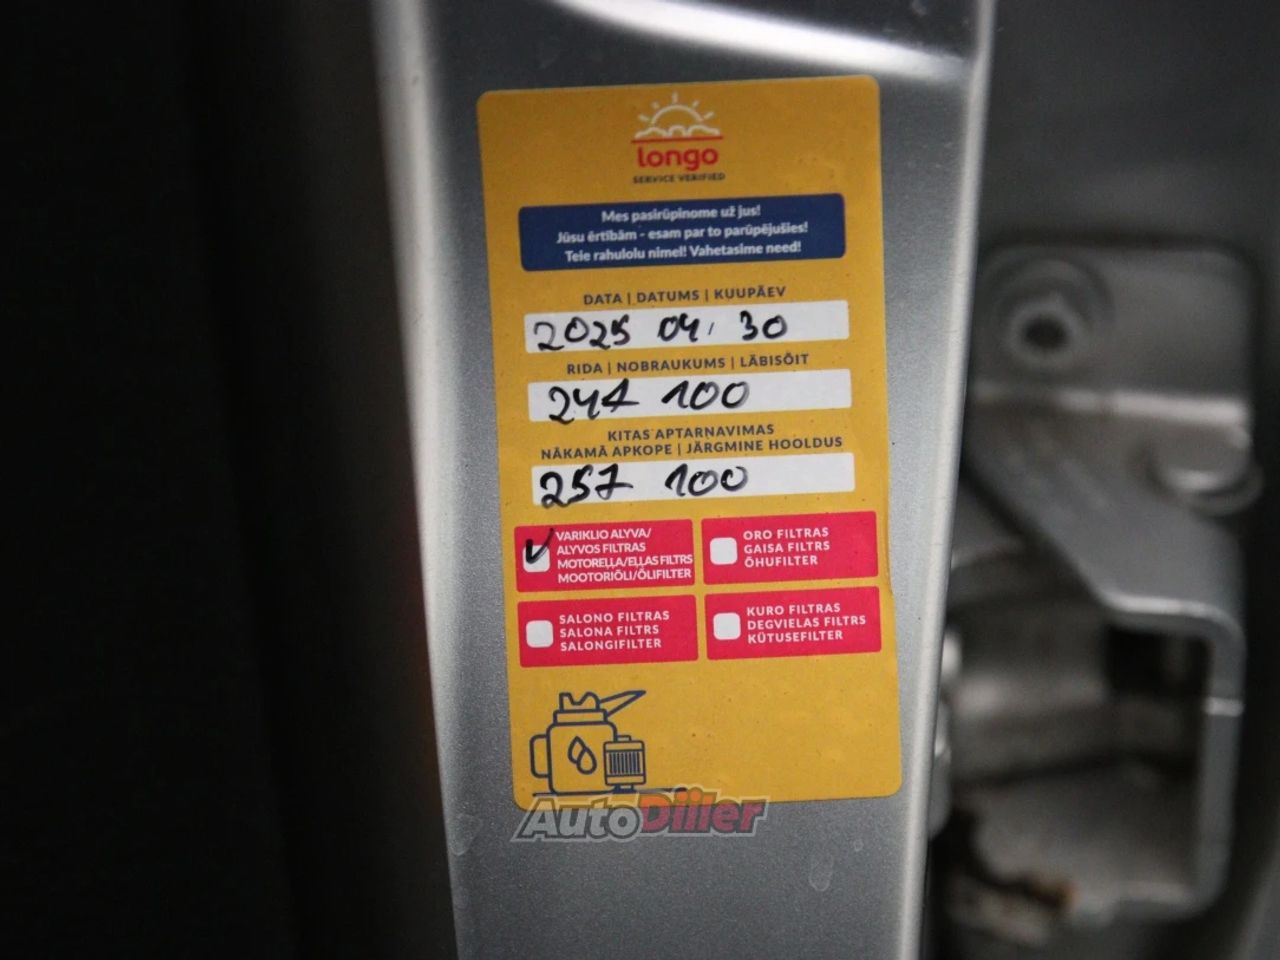 longo
SERVICE VERIFIED
Mes pasirūpinome už jus!
Jūsu ērtībām - esam par to parūpējušies!
Teie rahulolu nimel! Vahetasime need!
DATA | DATUMS | KUUPÄEV
2025 04. 30
RIDA | NOBRAUKUMS | LÄBISÕIT
247 100
KITAS APTARNAVIMAS
NĀKAMĀ APKOPE | JÄRGMINE HOOLDUS
257 100
VARIKLIO ALYVA/
ALYVOS FILTRAS
MOTOREĻĻA/EĻĻAS FILTRS
MOOTORIÕLI/ÕLIFILTER
ORO FILTRAS
GAISA FILTRS
ÕHUFILTER
SALONO FILTRAS
SALONA FILTRS
SALONGIFILTER
KURO FILTRAS
DEGVIELAS FILTRS
KÜTUSEFILTER
AutoDiiler